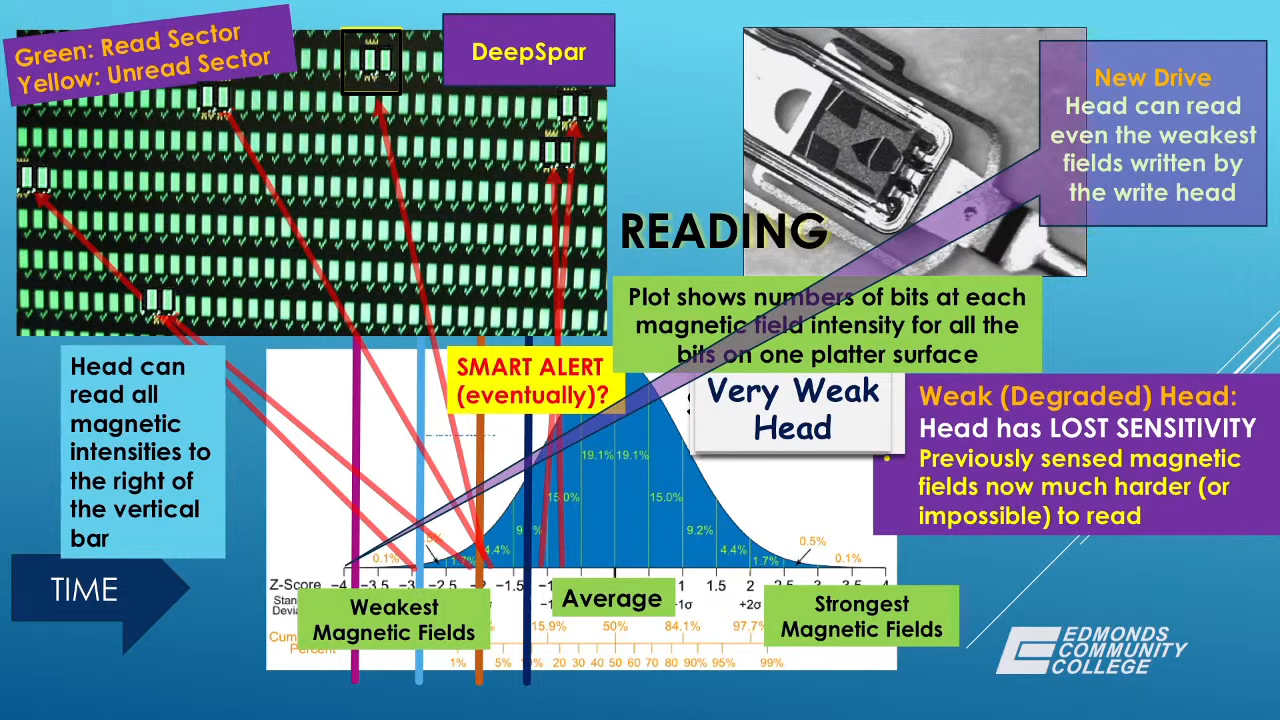 Green: Read Sector
Yellow: Unread Sector
DeepSpar
New Drive
Head can read
even the weakest
fields written by
the write head
READING
Plot shows numbers of bits at each
magnetic field intensity for all the
bits on one platter surface
Head can
read all
magnetic
intensities to
the right of
the vertical
bar
SMART ALERT
(eventually)?
Very Weak
Head
Weak (Degraded) Head:
Head has LOST SENSITIVITY
• Previously sensed magnetic
fields now much harder (or
impossible) to read
19.1% 19.1%
15.0% 15.0%
9.2%
4.4% 4.4%
1.7% 1.7%
0.5%
0.1% 0.1%
TIME
Z-Score −4 −3.5 −3 −2.5 −2 −1.5 1 1.5 2 2.5 3 3.5 4
+2σ
Weakest
Magnetic Fields
Average
Strongest
Magnetic Fields
15.9% 50% 84.1% 97.7%
1% 5% 20 30 40 50 60 70 80 90% 95% 99%
EDMONDS
COMMUNITY
COLLEGE